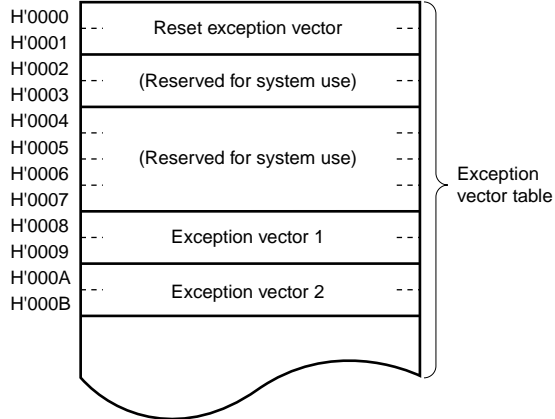 H'0000
H'0001
Reset exception vector
H'0002
H'0003
(Reserved for system use)
H'0004
H'0005
H'0006
H'0007
(Reserved for system use)
H'0008
H'0009
Exception vector 1
H'000A
H'000B
Exception vector 2
Exception
vector table